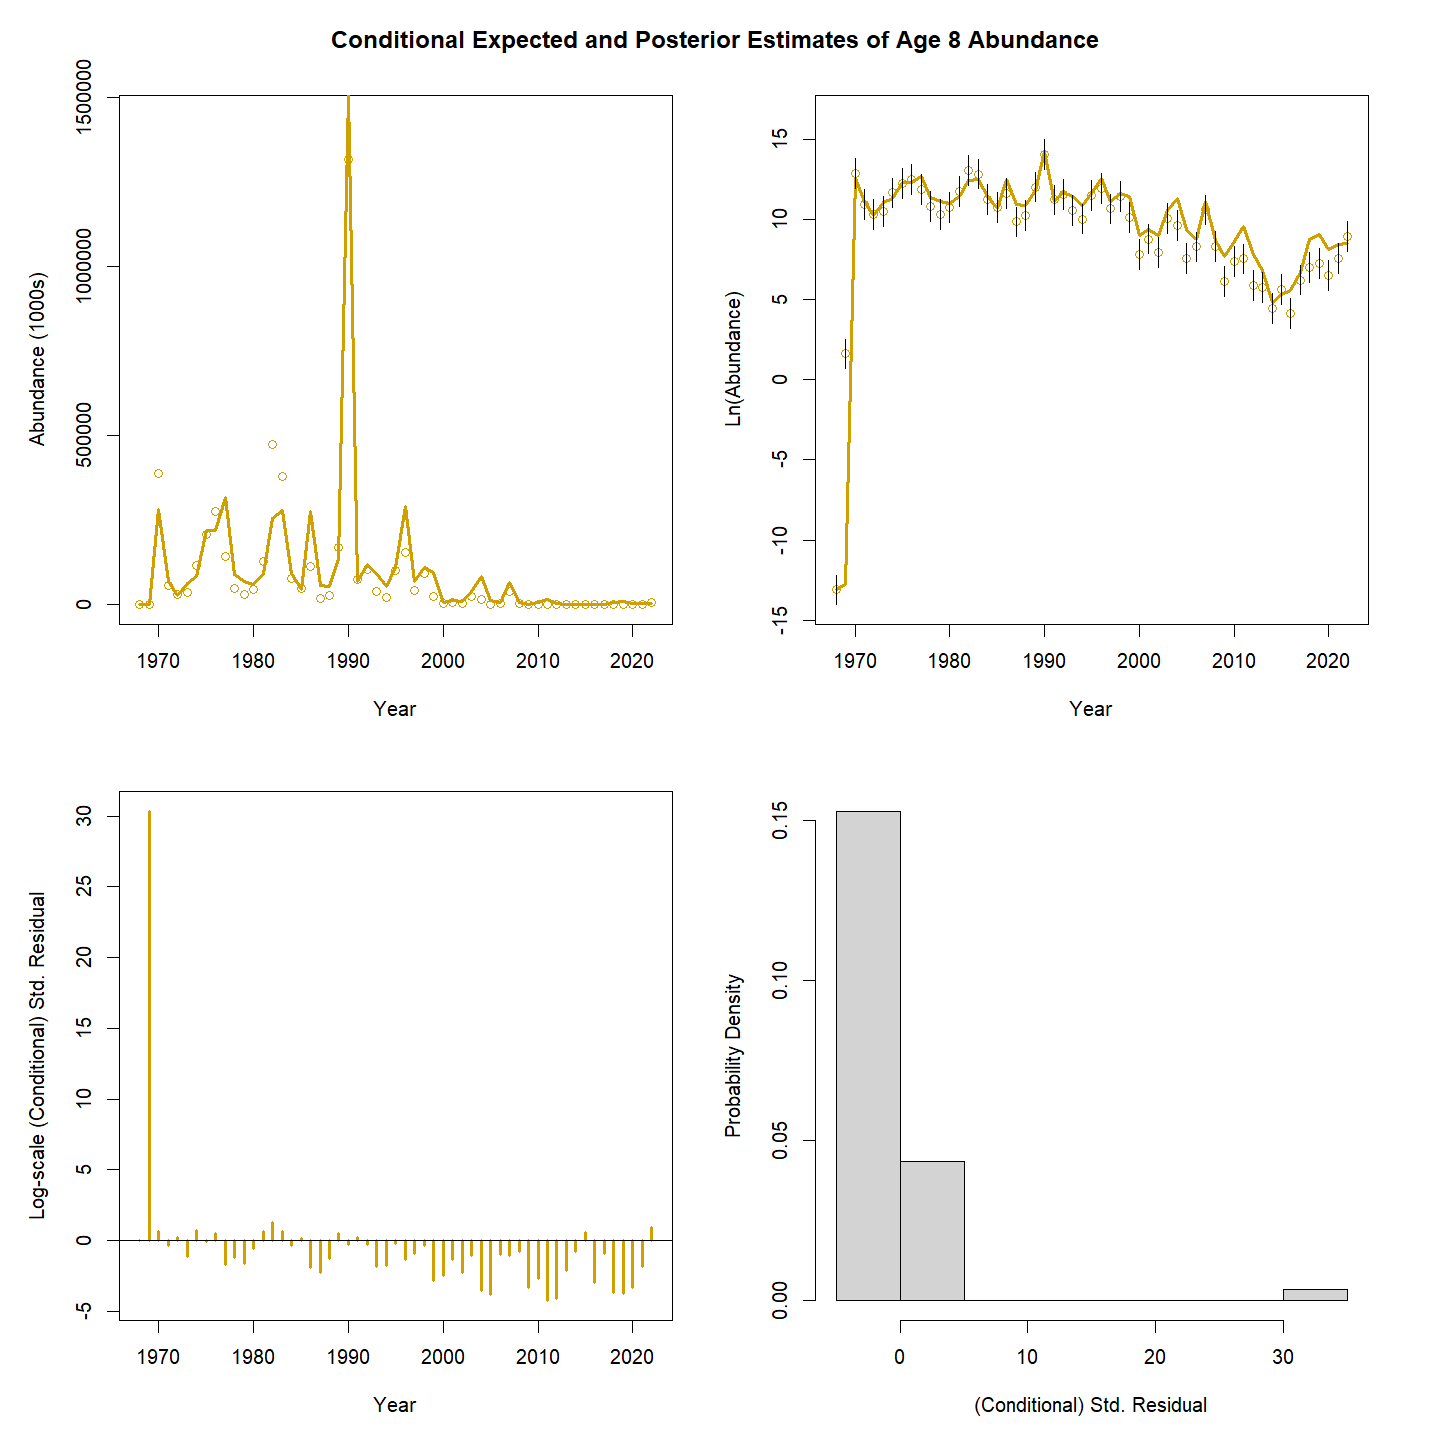 Conditional Expected and Posterior Estimates of Age 8 Abundance
Abundance (1000s)
1500000
1000000
500000
0
1970 1980 1990 2000 2010 2020
Year
Ln(Abundance)
15
10
5
0
-5
-10
-15
1970 1980 1990 2000 2010 2020
Year
Log-scale (Conditional) Std. Residual
30
25
20
15
10
5
0
-5
1970 1980 1990 2000 2010 2020
Year
Probability Density
0.15
0.10
0.05
0.00
0 10 20 30
(Conditional) Std. Residual